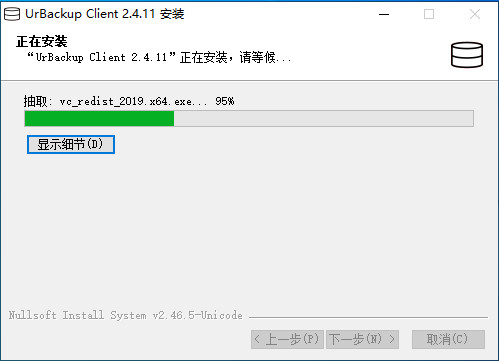 UrBackup Client 2.4.11 安装
正在安装
“UrBackup Client 2.4.11”正在安装，请等候...
抽取: vc_redist_2019.x64.exe... 95%
显示细节(D)
Nullsoft Install System v2.46.5-Unicode
< 上一步(P) 下一步(N) > 取消(C)